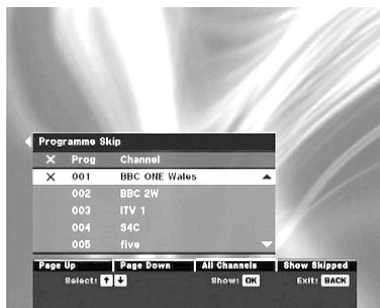 Programme Skip
X Prog Channel
X 001 BBC ONE Wales
002 BBC 2W
003 ITV 1
004 S4C
005 five
Page Up Page Down All Channels Show Skipped
Select: Show: OK Exit: BACK